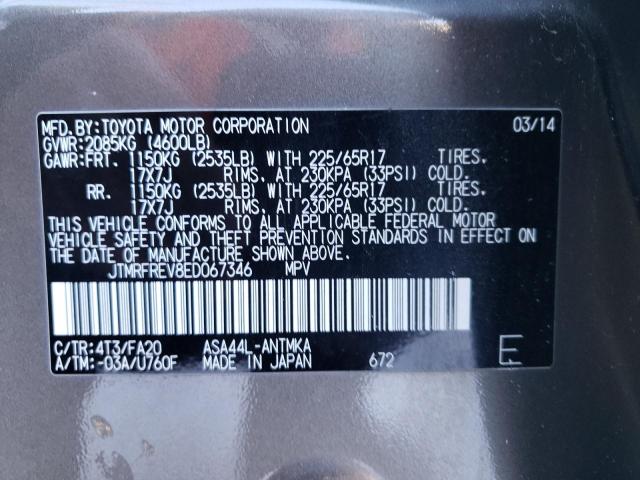 MFD.BY:TOYOTA MOTOR CORPORATION 03/14
GVWR:2085KG (4600LB)
GAWR:FRT. 1150KG (2535LB) WITH 225/65R17 TIRES.
17X7J RIMS. AT 230KPA (33PSI) COLD.
RR. 1150KG (2535LB) WITH 225/65R17 TIRES.
17X7J RIMS. AT 230KPA (33PSI) COLD.
THIS VEHICLE CONFORMS TO ALL APPLICABLE FEDERAL MOTOR
VEHICLE SAFETY AND THEFT PREVENTION STANDARDS IN EFFECT ON
THE DATE OF MANUFACTURE SHOWN ABOVE.
JTMRFREV8ED067346 MPV
C/TR:4T3/FA20 ASA44L-ANTMKA
A/TM:-03A/U760F MADE IN JAPAN 672 E